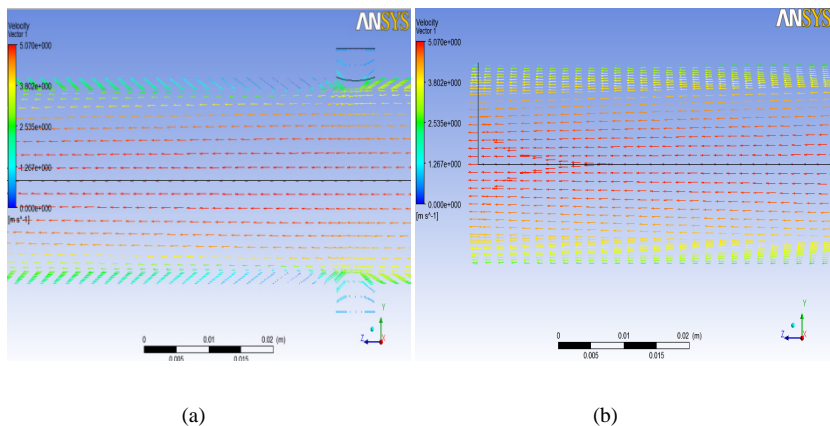 ANSYS
Velocity
Vector 1
5.070e+000
3.802e+000
2.535e+000
1.267e+000
0.000e+000
[m s^-1]
Y
Z
X
0
0.01
0.02 (m)
0.005
0.015
ANSYS
Velocity
Vector 1
5.070e+000
3.802e+000
2.535e+000
1.267e+000
0.000e+000
[m s^-1]
Y
Z
X
0
0.01
0.02 (m)
0.005
0.015
(a)
(b)